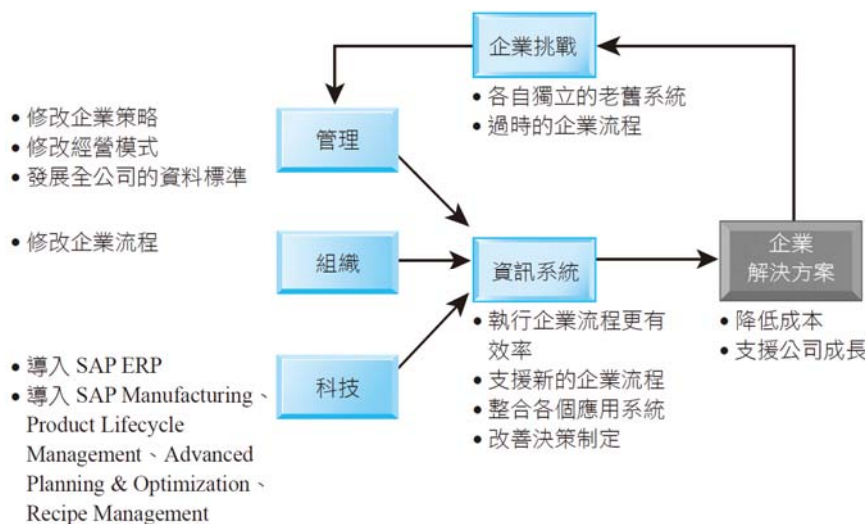 企業挑戰
• 各自獨立的老舊系統
• 過時的企業流程
• 修改企業策略
• 修改經營模式
• 發展全公司的資料標準
管理
• 修改企業流程
組織
資訊系統
企業
解決方案
• 執行企業流程更有
效率
• 支援新的企業流程
• 整合各個應用系統
• 改善決策制定
• 降低成本
• 支援公司成長
• 導入 SAP ERP
• 導入 SAP Manufacturing、
Product Lifecycle
Management、Advanced
Planning & Optimization、
Recipe Management
科技